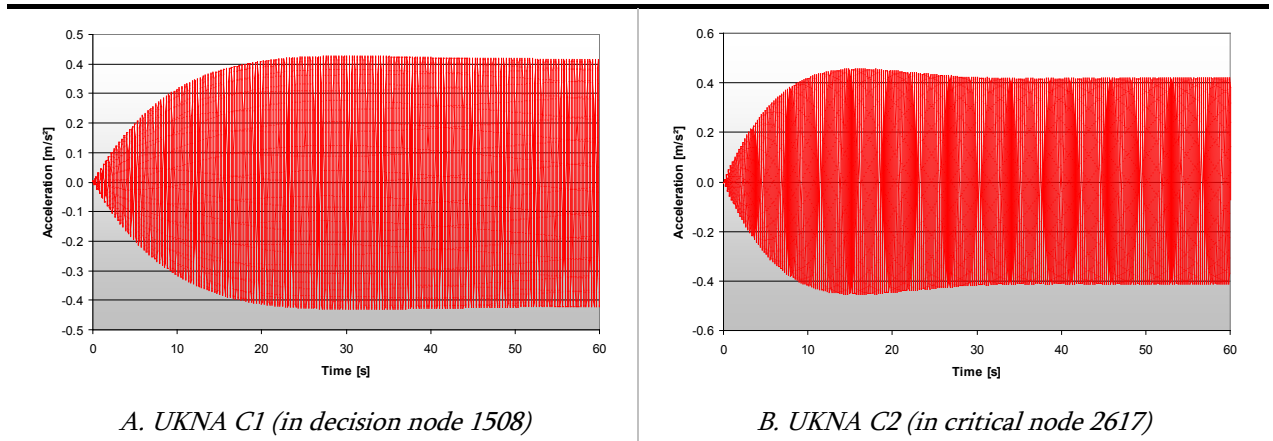 0.5
0.4
0.3
0.2
0.1
0.0
-0.1
-0.2
-0.3
-0.4
-0.5
Acceleration [m/s²]
0 10 20 30 40 50 60
Time [s]
A. UKNA C1 (in decision node 1508)
0.6
0.4
0.2
0.0
-0.2
-0.4
-0.6
Acceleration [m/s²]
0 10 20 30 40 50 60
Time [s]
B. UKNA C2 (in critical node 2617)